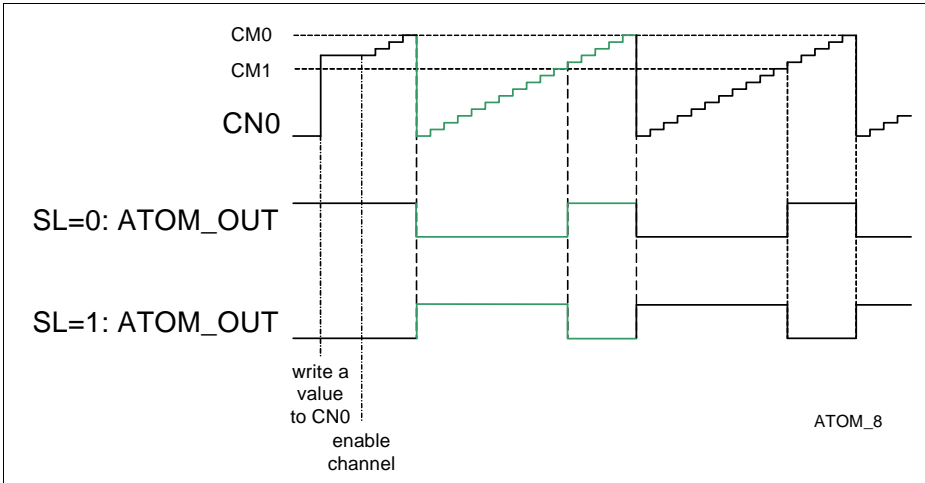 CM0
CM1
CN0
SL=0: ATOM_OUT
SL=1: ATOM_OUT
write a
value
to CN0
enable
channel
ATOM_8